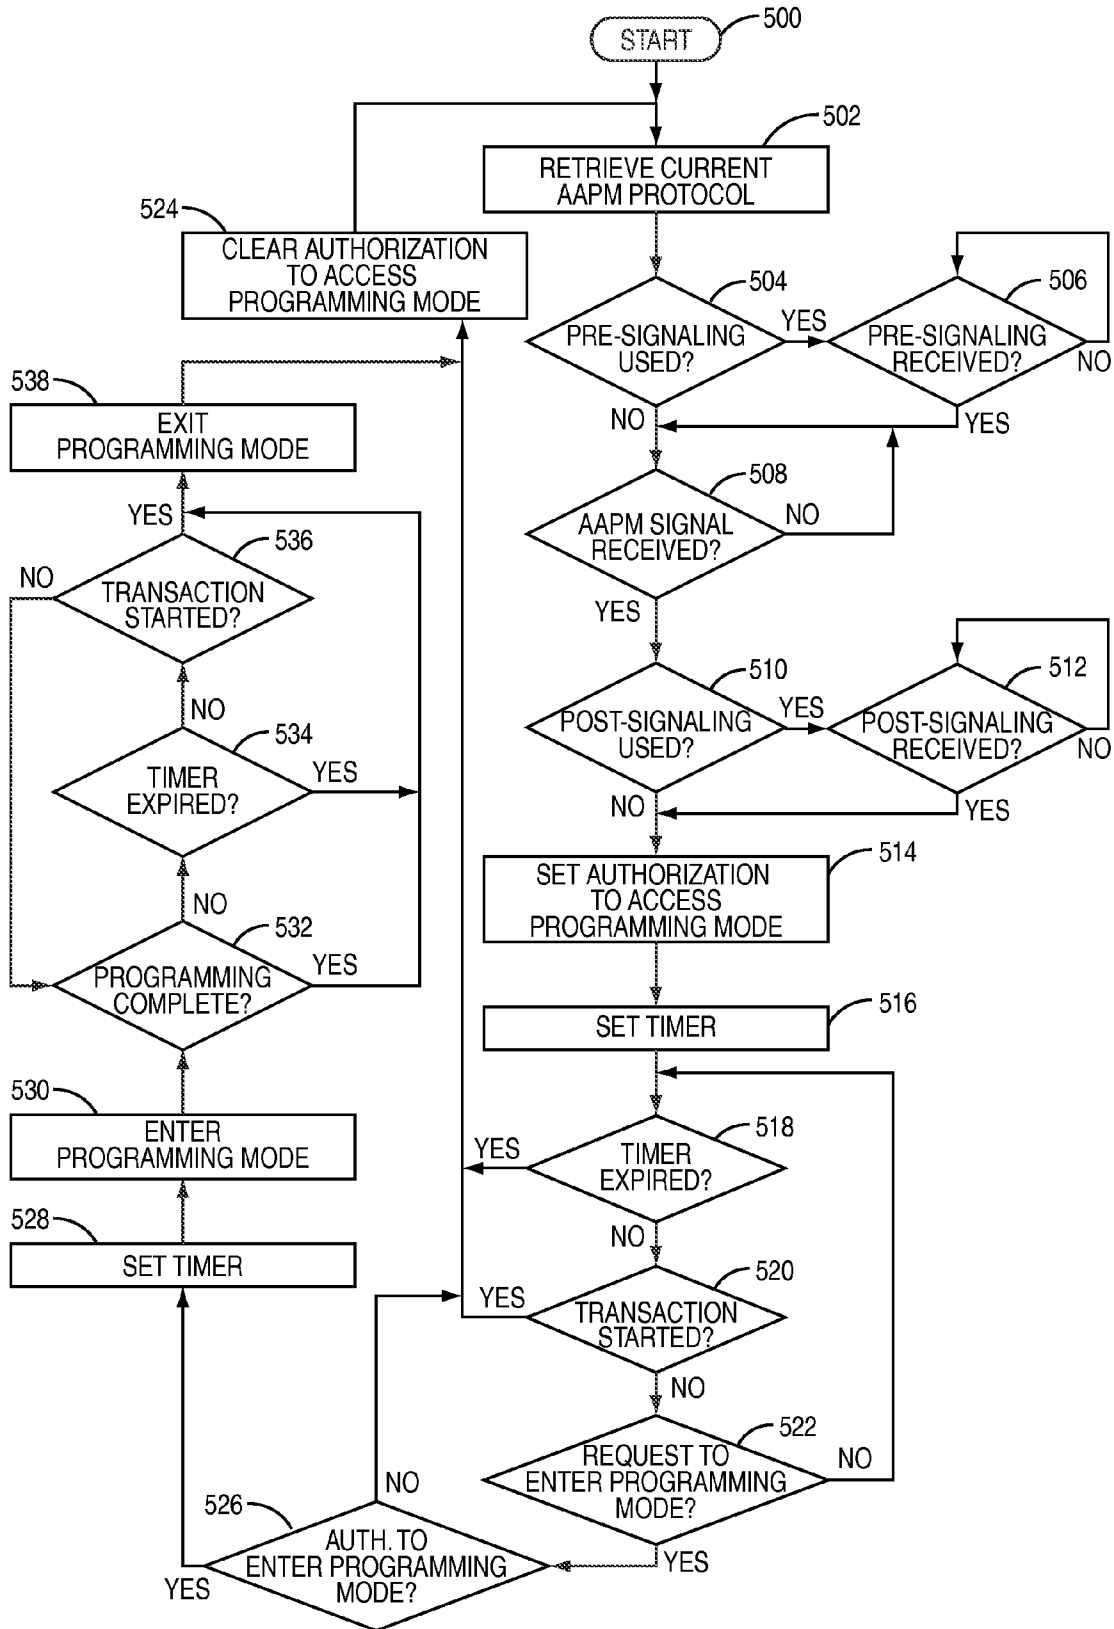 500
START
502
RETRIEVE CURRENT
AAPM PROTOCOL
524
CLEAR AUTHORIZATION
TO ACCESS
PROGRAMMING MODE
504
PRE-SIGNALING
USED?
YES
NO
506
PRE-SIGNALING
RECEIVED?
NO
YES
508
AAPM SIGNAL
RECEIVED?
NO
YES
510
POST-SIGNALING
USED?
YES
NO
512
POST-SIGNALING
RECEIVED?
NO
YES
514
SET AUTHORIZATION
TO ACCESS
PROGRAMMING MODE
516
SET TIMER
518
TIMER
EXPIRED?
YES
NO
520
TRANSACTION
STARTED?
YES
NO
522
REQUEST TO
ENTER PROGRAMMING
MODE?
NO
YES
526
AUTH. TO
ENTER PROGRAMMING
MODE?
NO
YES
528
SET TIMER
530
ENTER
PROGRAMMING MODE
532
PROGRAMMING
COMPLETE?
YES
NO
534
TIMER
EXPIRED?
YES
NO
536
TRANSACTION
STARTED?
NO
YES
538
EXIT
PROGRAMMING MODE